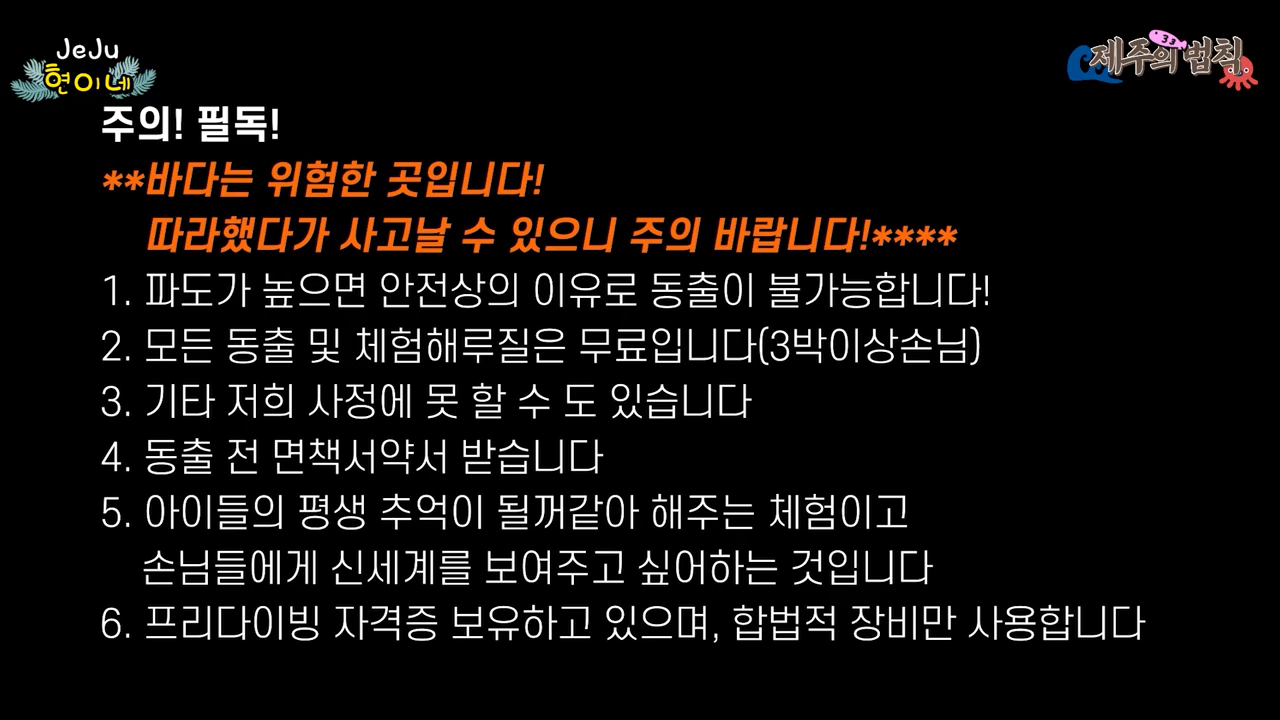 JeJu
현이네
제주의 법칙
주의! 필독!
**바다는 위험한 곳입니다!
따라했다가 사고날 수 있으니 주의 바랍니다!****
1. 파도가 높으면 안전상의 이유로 동출이 불가능합니다!
2. 모든 동출 및 체험해루질은 무료입니다(3박이상손님)
3. 기타 저희 사정에 못 할 수 도 있습니다
4. 동출 전 면책서약서 받습니다
5. 아이들의 평생 추억이 될꺼같아 해주는 체험이고
손님들에게 신세계를 보여주고 싶어하는 것입니다
6. 프리다이빙 자격증 보유하고 있으며, 합법적 장비만 사용합니다